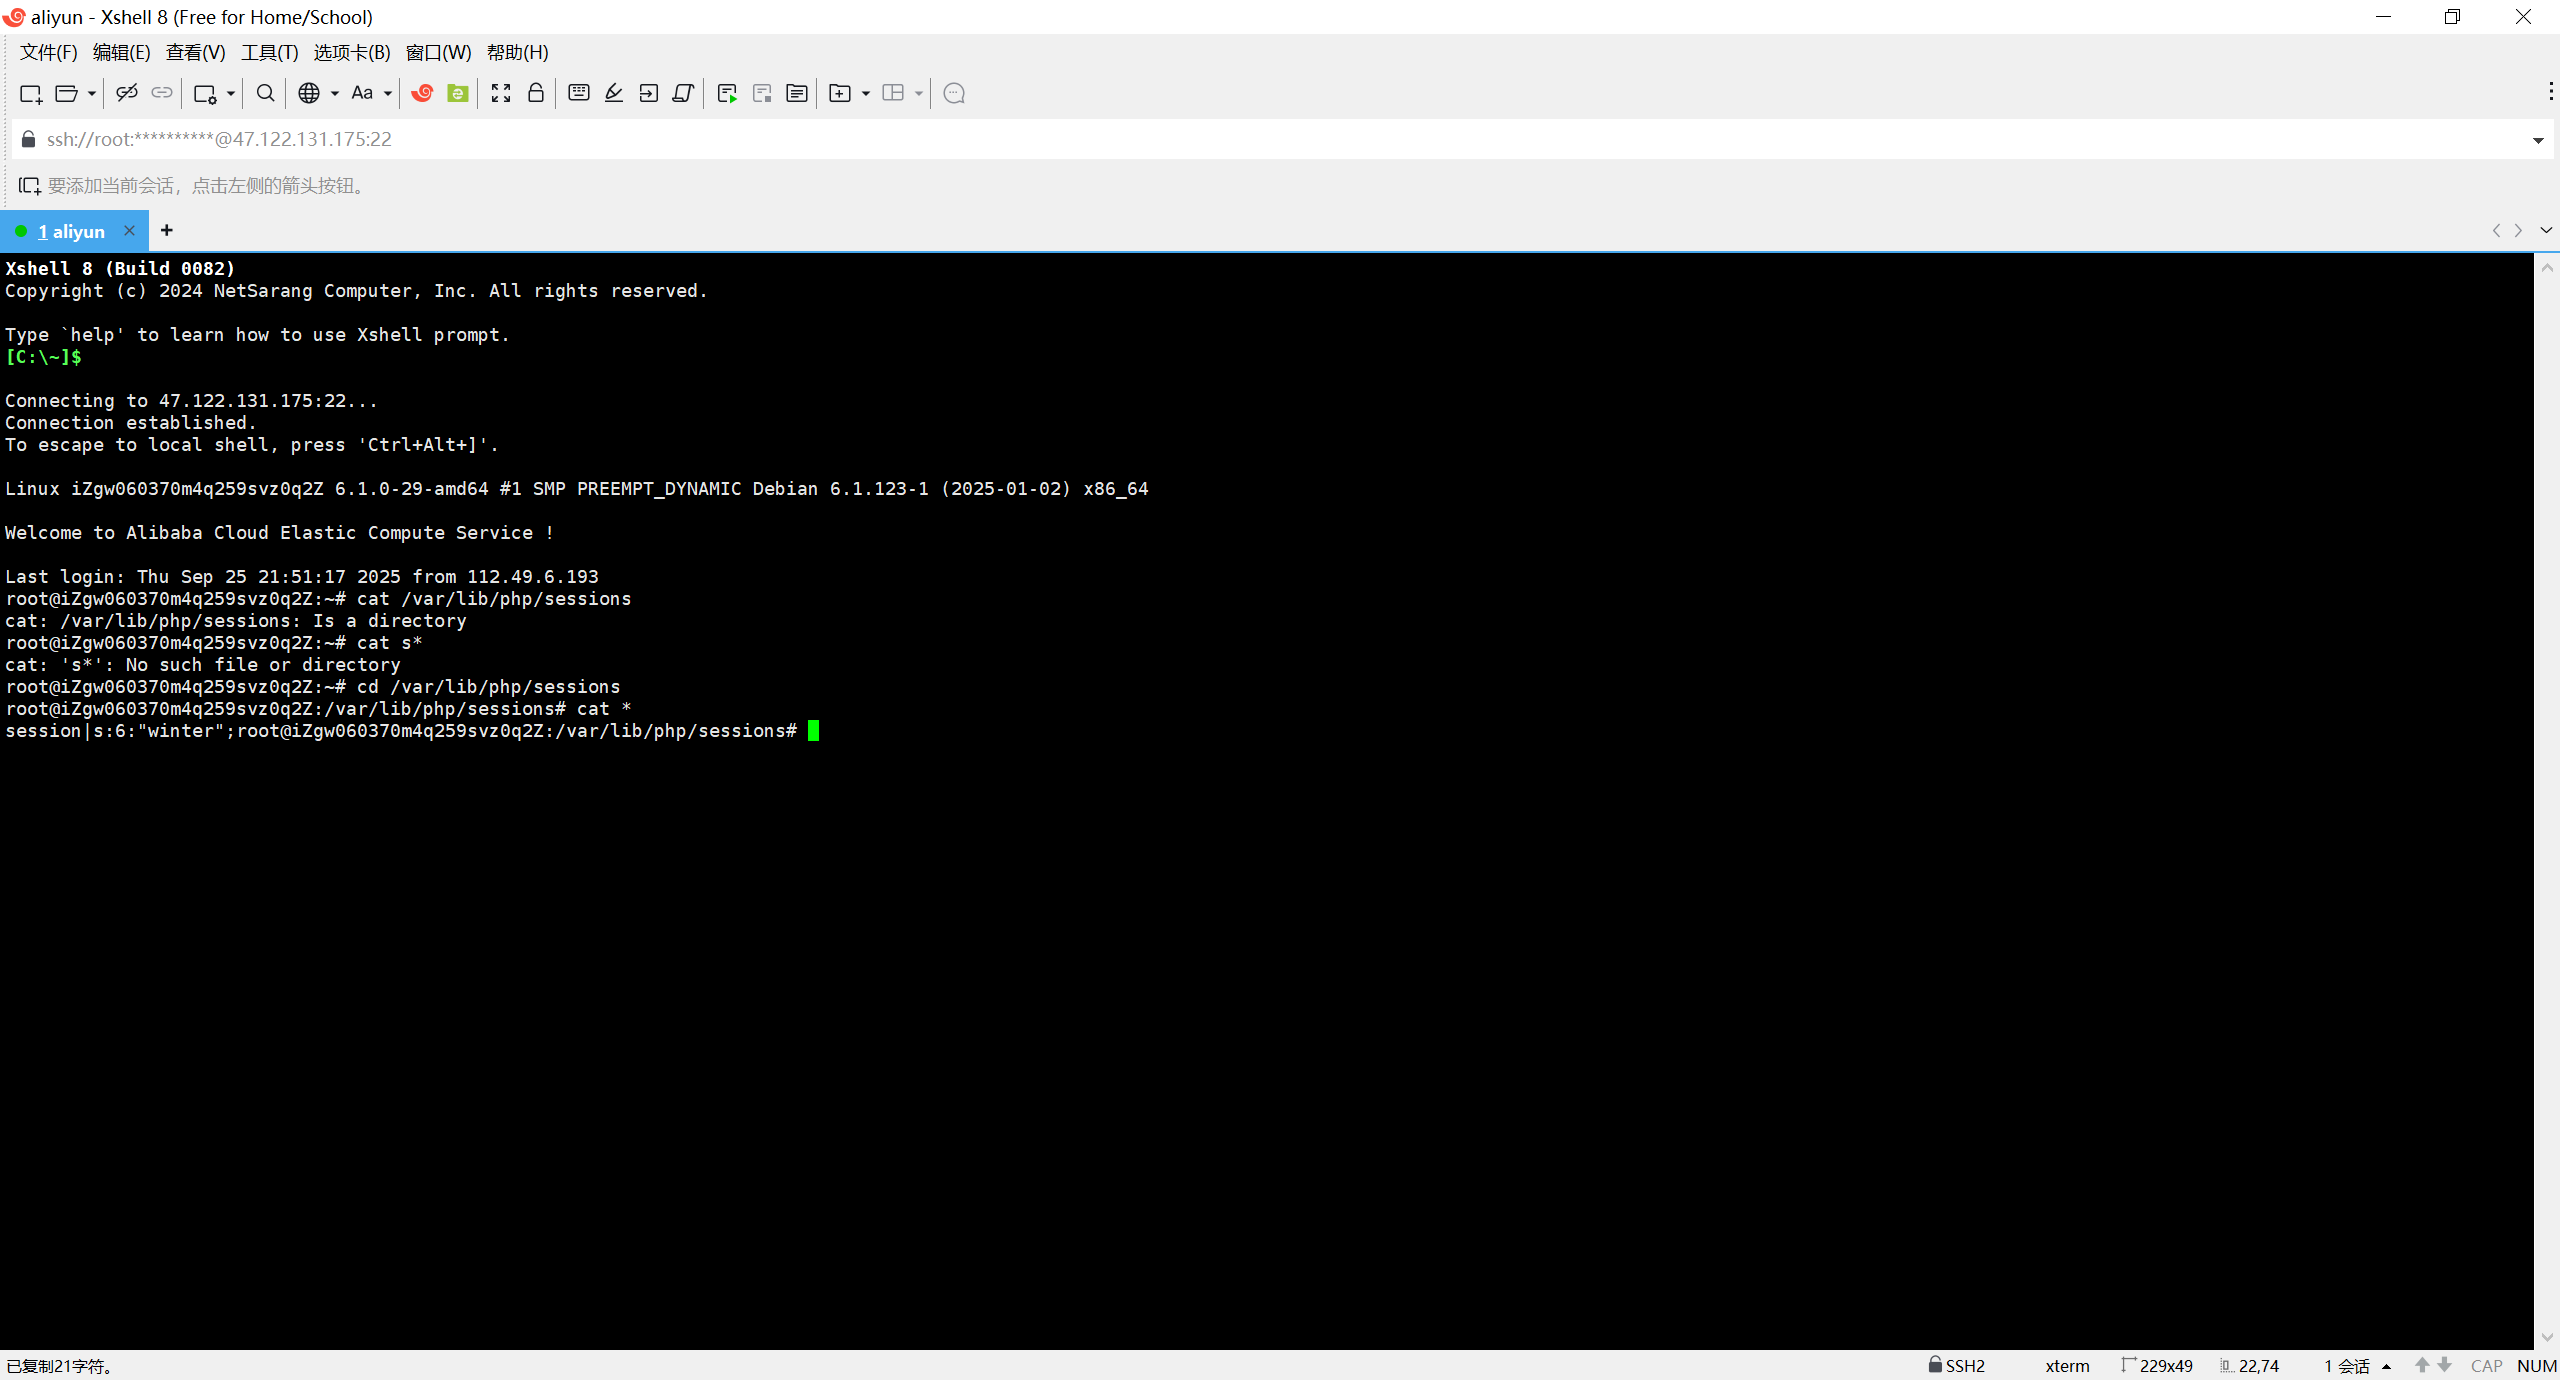 aliyun - Xshell 8 (Free for Home/School)
文件(F) 编辑(E) 查看(V) 工具(T) 选项卡(B) 窗口(W) 帮助(H)
Aa
ssh://root:**********@47.122.131.175:22
要添加当前会话，点击左侧的箭头按钮。
1 aliyun
Xshell 8 (Build 0082)
Copyright (c) 2024 NetSarang Computer, Inc. All rights reserved.
Type `help' to learn how to use Xshell prompt.
[C:\~]$
Connecting to 47.122.131.175:22...
Connection established.
To escape to local shell, press 'Ctrl+Alt+]'.
Linux iZgw060370m4q259svz0q2Z 6.1.0-29-amd64 #1 SMP PREEMPT_DYNAMIC Debian 6.1.123-1 (2025-01-02) x86_64
Welcome to Alibaba Cloud Elastic Compute Service !
Last login: Thu Sep 25 21:51:17 2025 from 112.49.6.193
root@iZgw060370m4q259svz0q2Z:~# cat /var/lib/php/sessions
cat: /var/lib/php/sessions: Is a directory
root@iZgw060370m4q259svz0q2Z:~# cat s*
cat: 's*': No such file or directory
root@iZgw060370m4q259svz0q2Z:~# cd /var/lib/php/sessions
root@iZgw060370m4q259svz0q2Z:/var/lib/php/sessions# cat *
session|s:6:"winter";root@iZgw060370m4q259svz0q2Z:/var/lib/php/sessions#
已复制21字符。 SSH2 xterm 229x49 22,74 1 会话 CAP NUM